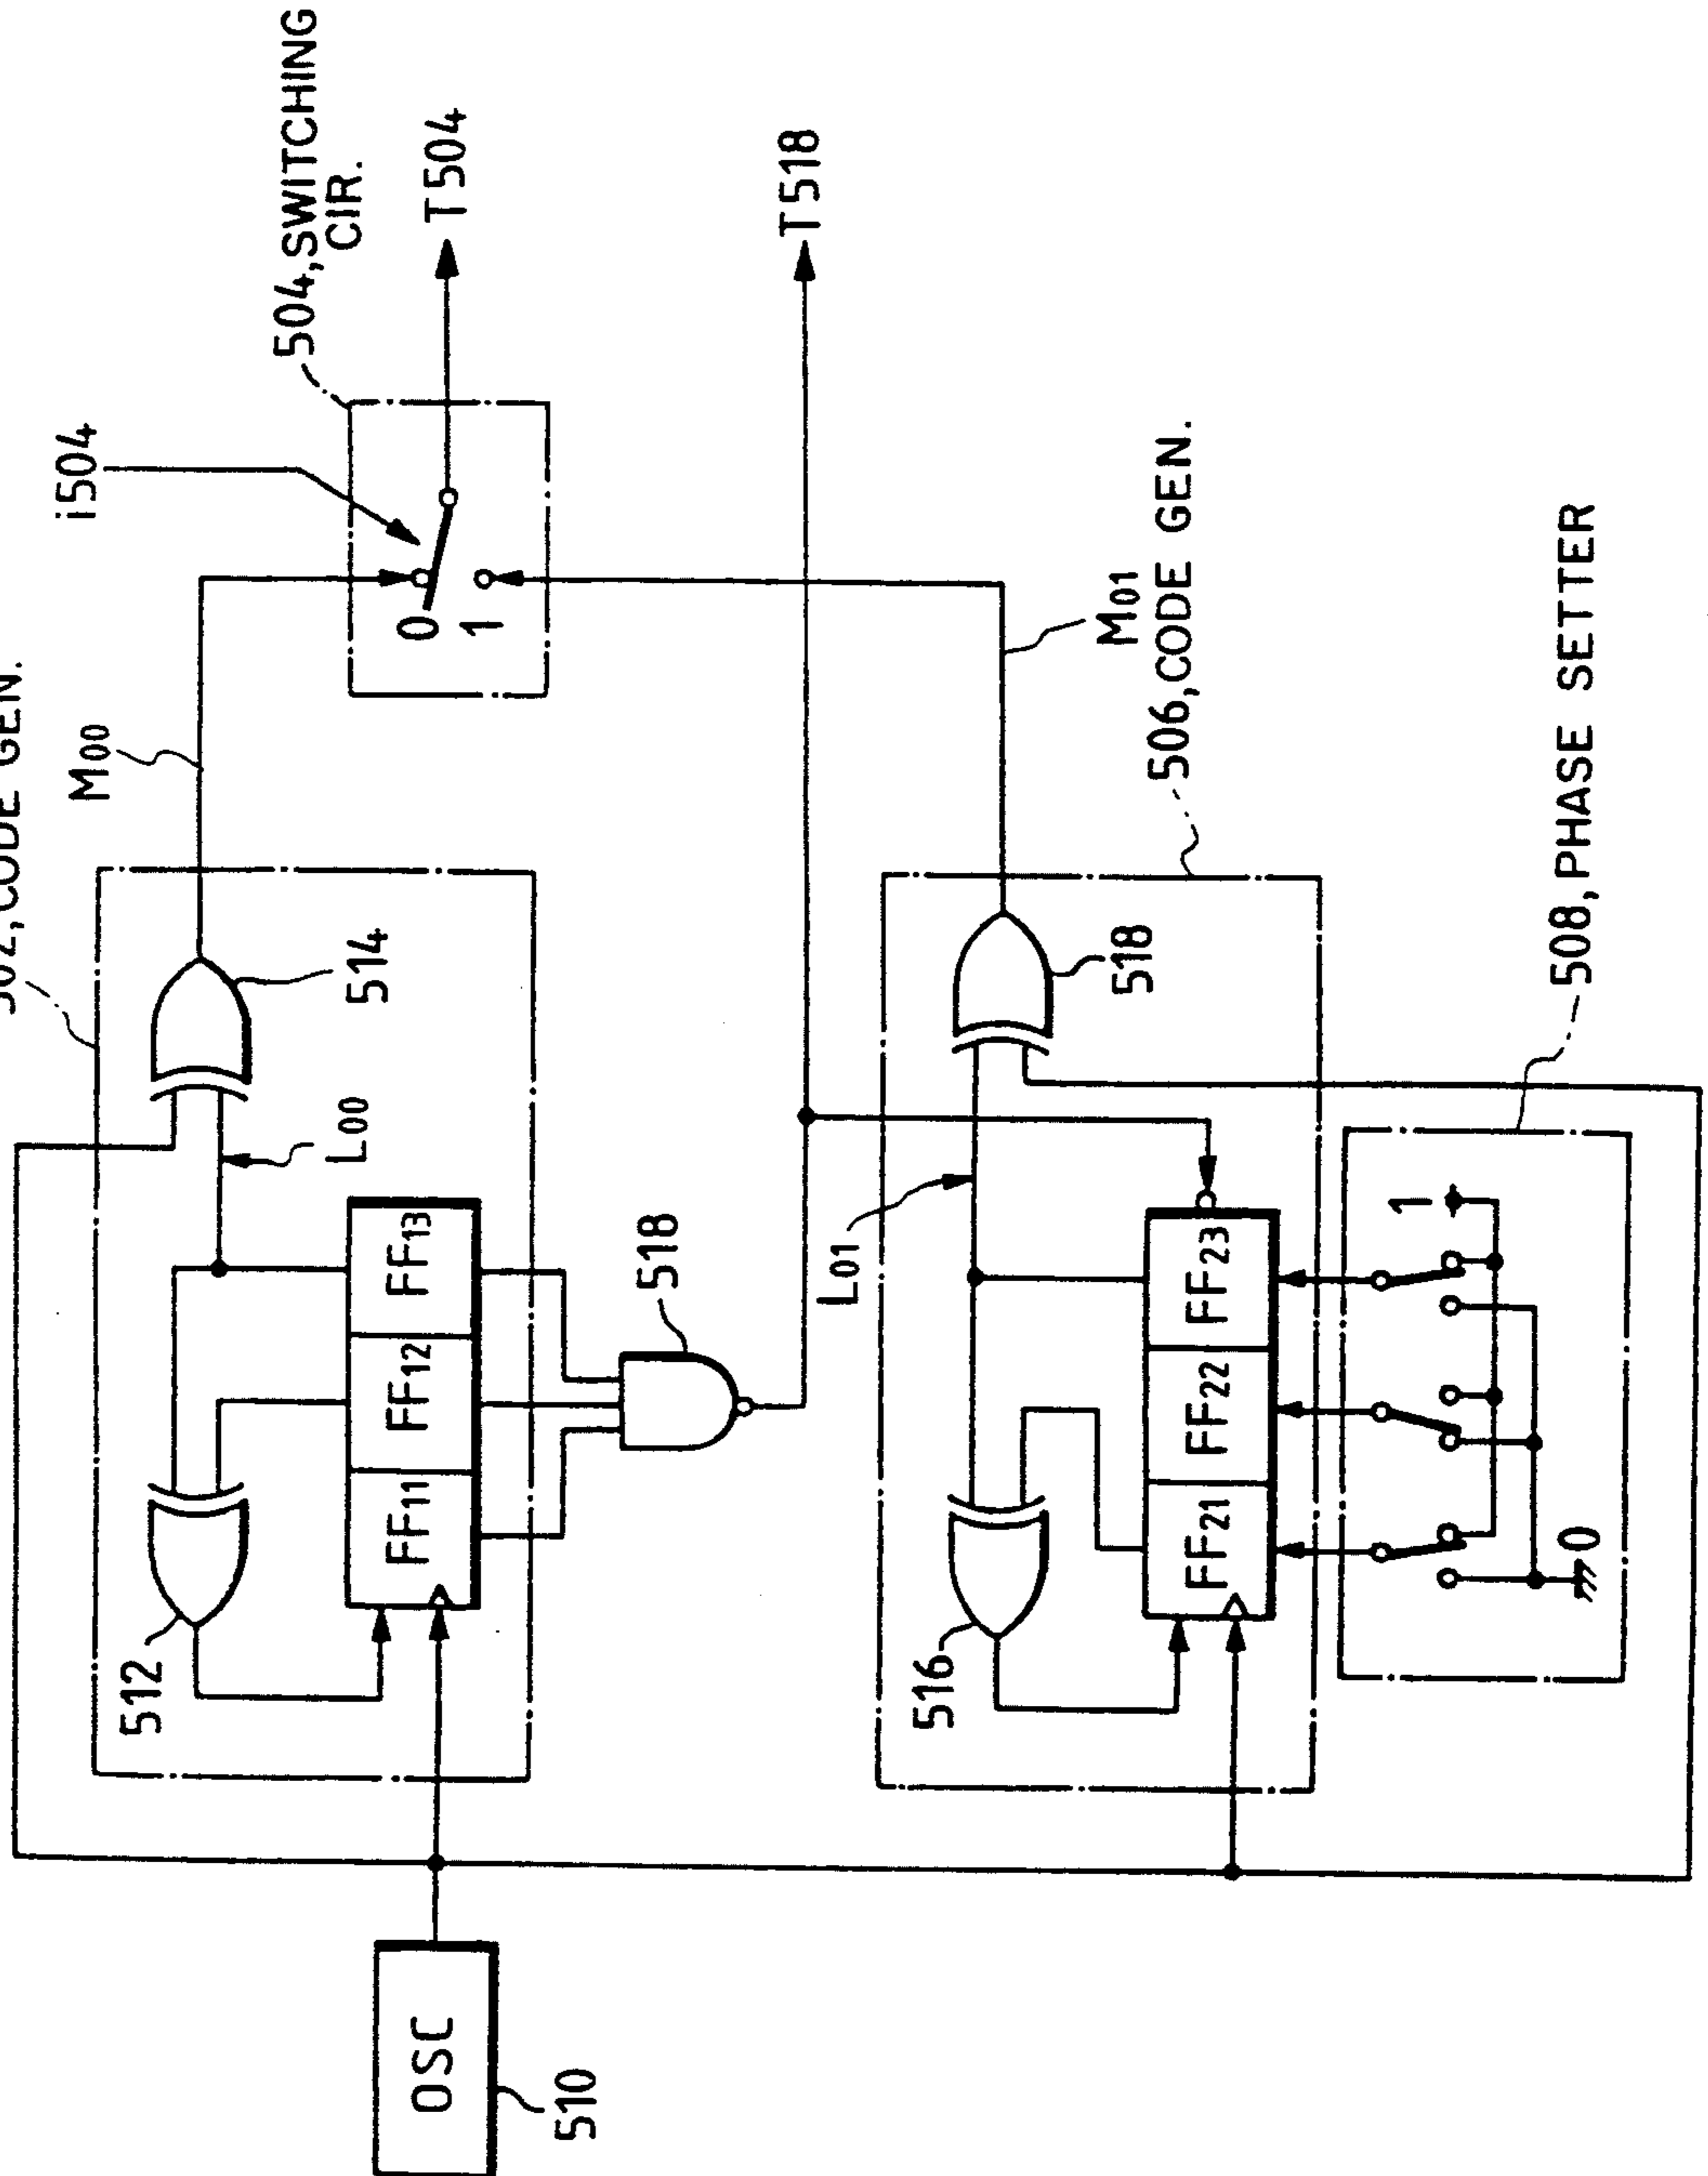 502, CODE GEN.
M00
i504
504, SWITCHING
CIR.
T504
0
1
514
L00
512
FF11
FF12
FF13
518
T518
OSC
510
M01
506, CODE GEN.
518
L01
516
FF21
FF22
FF23
1
0
508, PHASE SETTER